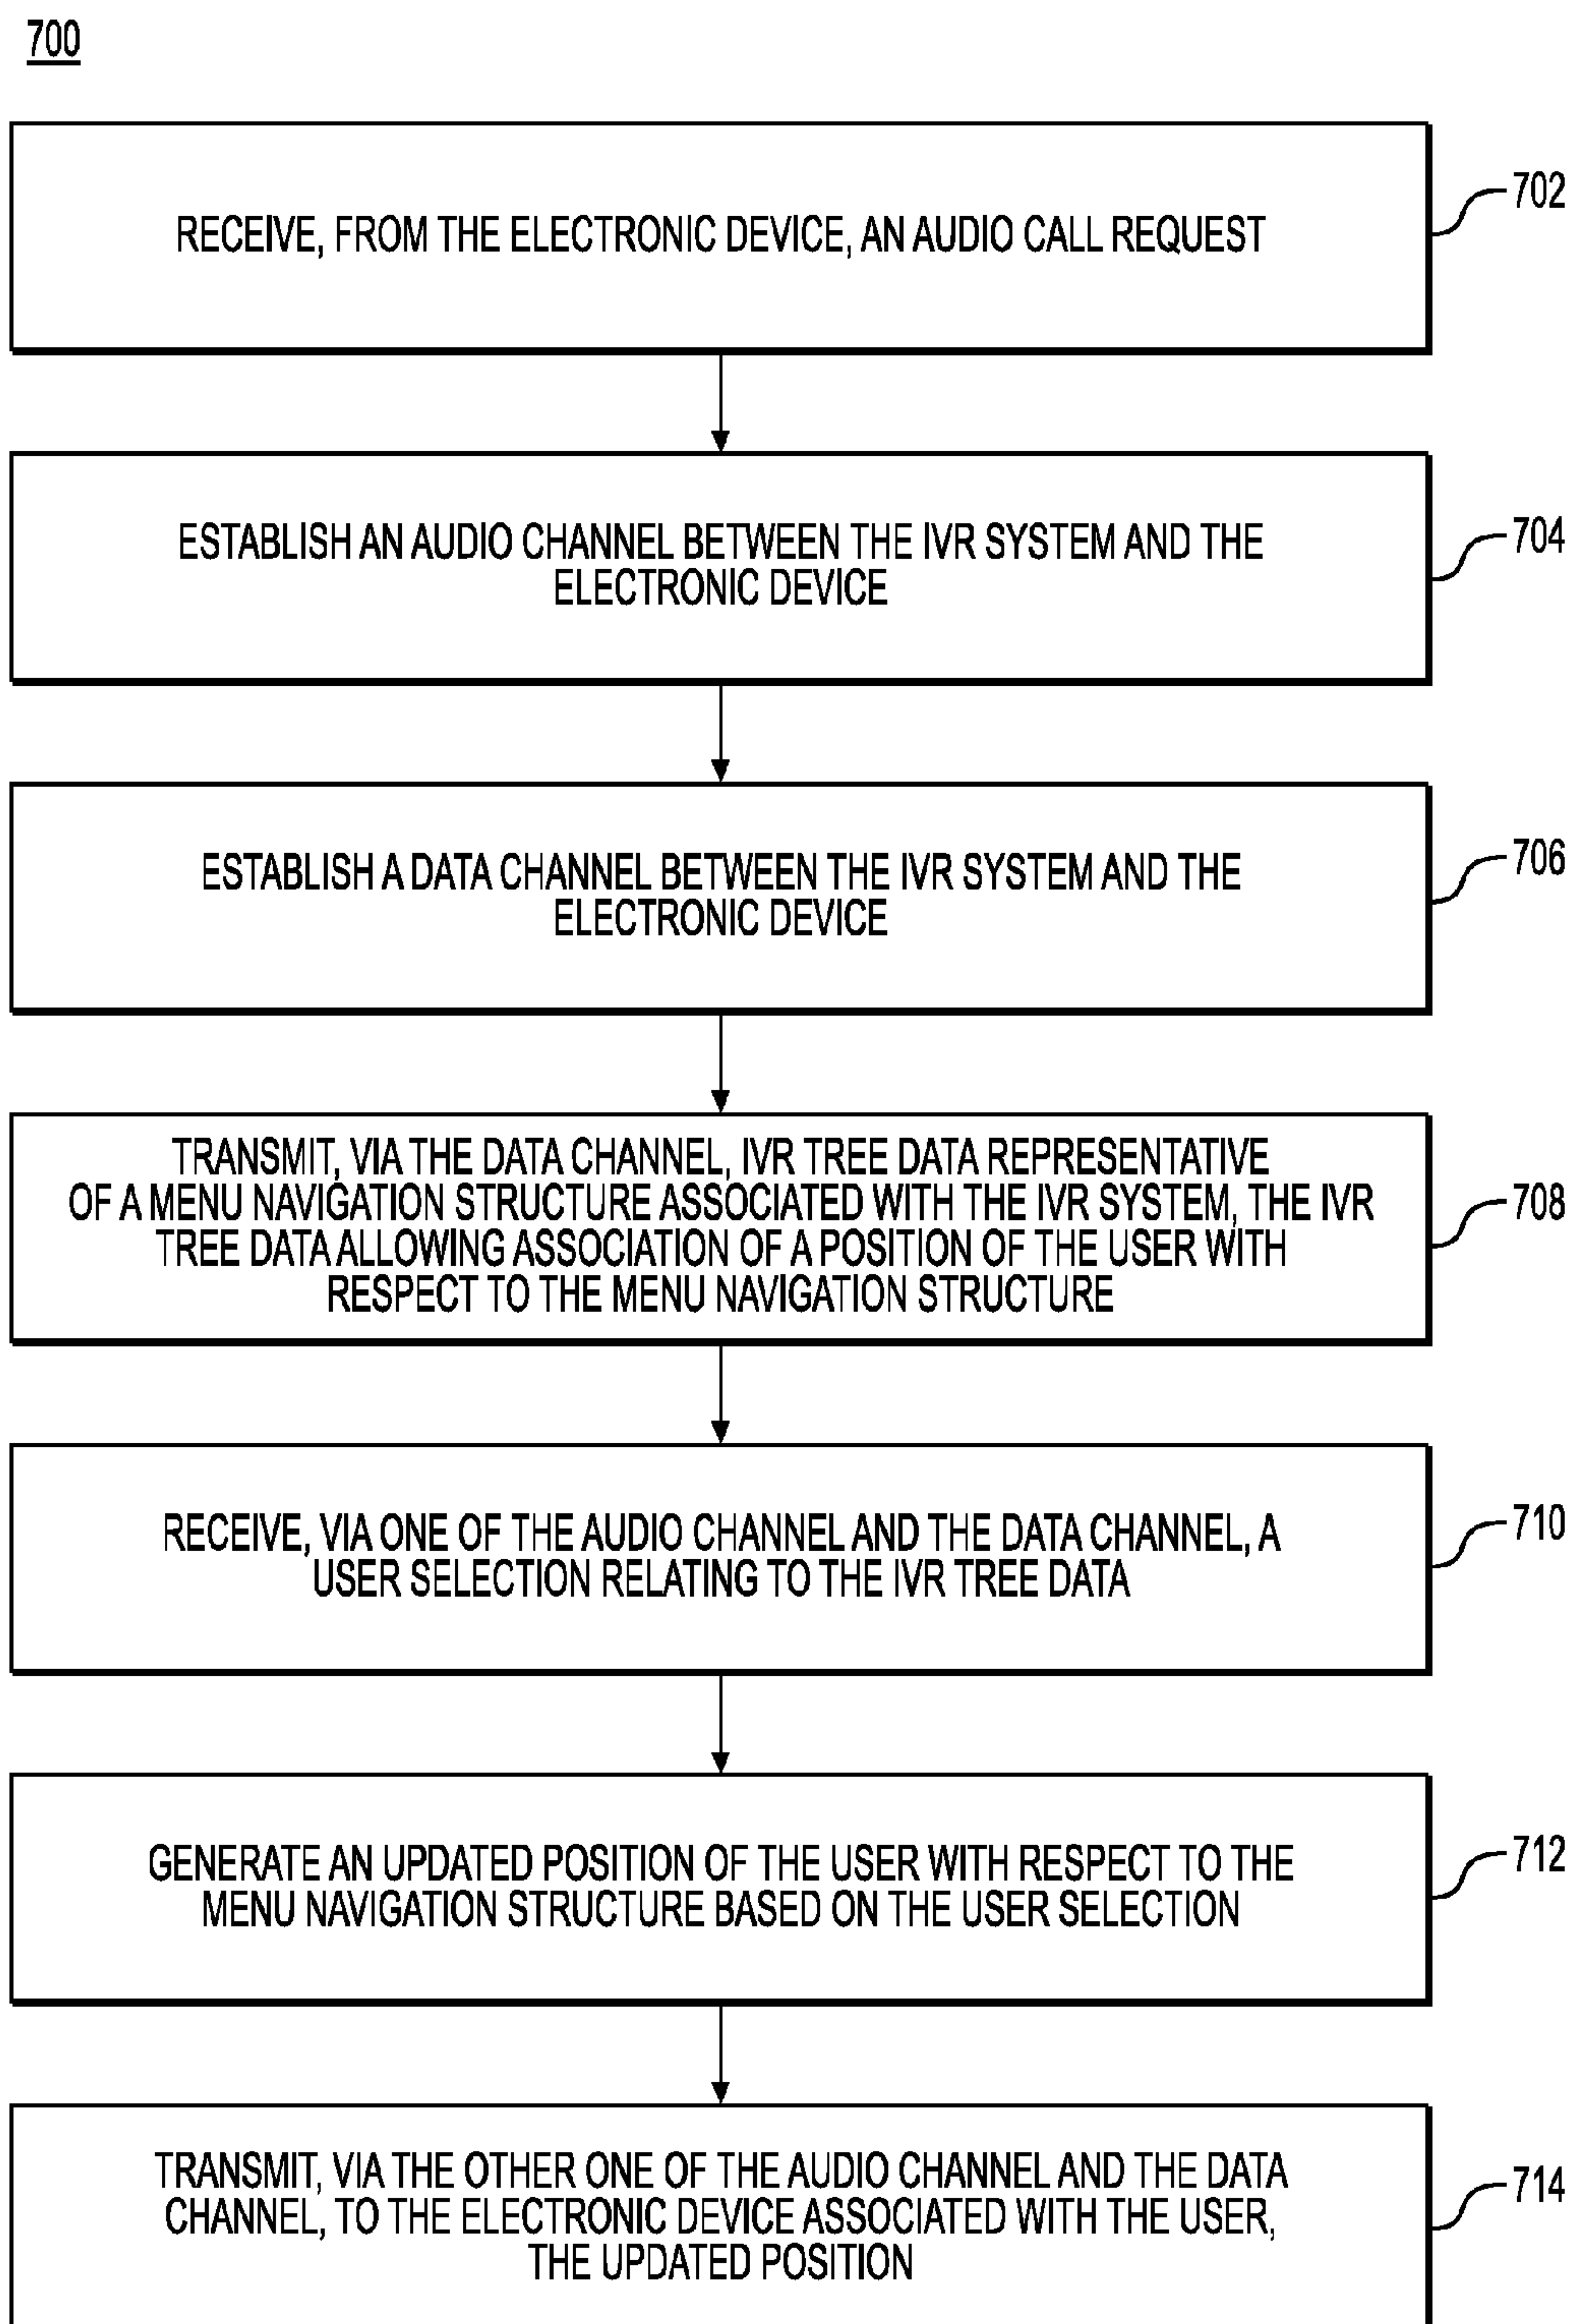 700
RECEIVE, FROM THE ELECTRONIC DEVICE, AN AUDIO CALL REQUEST
702
ESTABLISH AN AUDIO CHANNEL BETWEEN THE IVR SYSTEM AND THE
ELECTRONIC DEVICE
704
ESTABLISH A DATA CHANNEL BETWEEN THE IVR SYSTEM AND THE
ELECTRONIC DEVICE
706
TRANSMIT, VIA THE DATA CHANNEL, IVR TREE DATA REPRESENTATIVE
OF A MENU NAVIGATION STRUCTURE ASSOCIATED WITH THE IVR SYSTEM, THE IVR
TREE DATA ALLOWING ASSOCIATION OF A POSITION OF THE USER WITH
RESPECT TO THE MENU NAVIGATION STRUCTURE
708
RECEIVE, VIA ONE OF THE AUDIO CHANNEL AND THE DATA CHANNEL, A
USER SELECTION RELATING TO THE IVR TREE DATA
710
GENERATE AN UPDATED POSITION OF THE USER WITH RESPECT TO THE
MENU NAVIGATION STRUCTURE BASED ON THE USER SELECTION
712
TRANSMIT, VIA THE OTHER ONE OF THE AUDIO CHANNEL AND THE DATA
CHANNEL, TO THE ELECTRONIC DEVICE ASSOCIATED WITH THE USER,
THE UPDATED POSITION
714